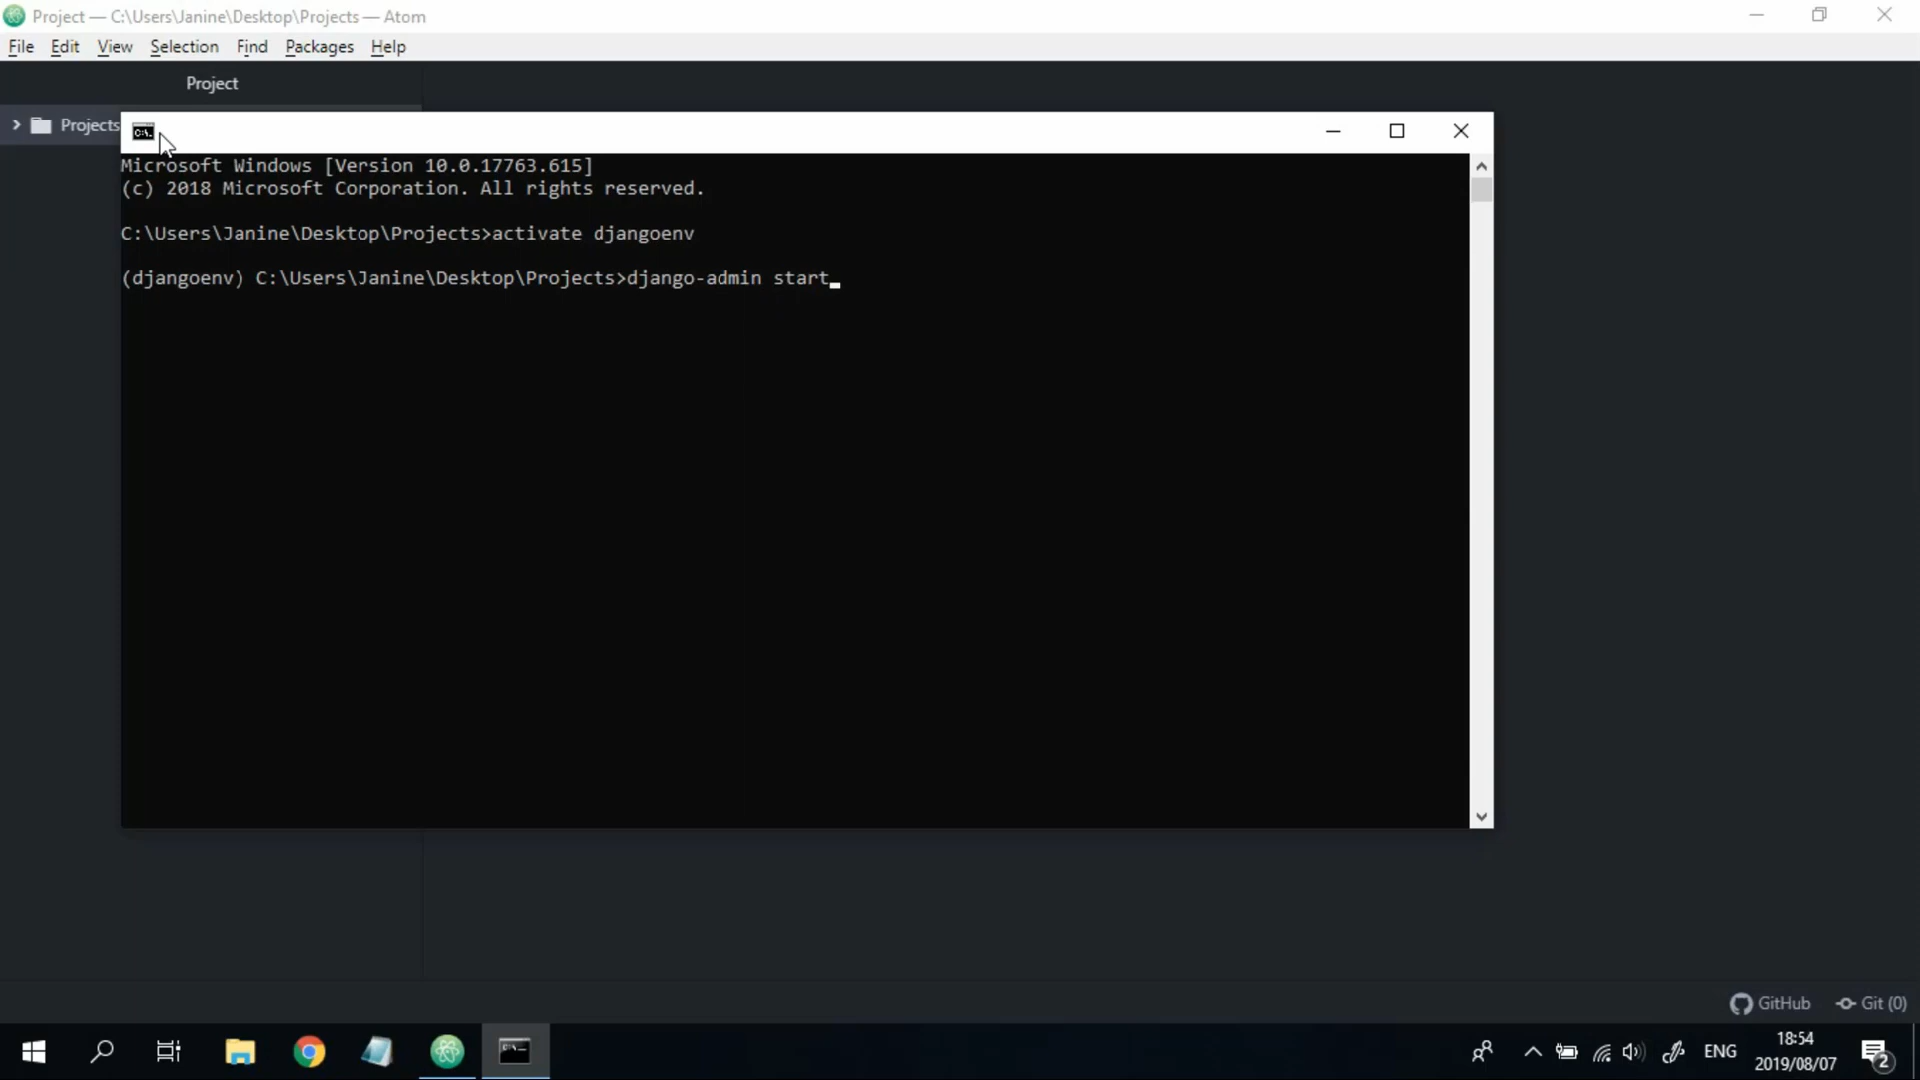 Project — C:\Users\Janine\Desktop\Projects — Atom
File Edit View Selection Find Packages Help
Project
Projects
C:\.
Microsoft Windows [Version 10.0.17763.615]
(c) 2018 Microsoft Corporation. All rights reserved.
C:\Users\Janine\Desktop\Projects>activate djangoenv
(djangoenv) C:\Users\Janine\Desktop\Projects>django-admin start
GitHub Git (0)
ENG
18:54
2019/08/07
2